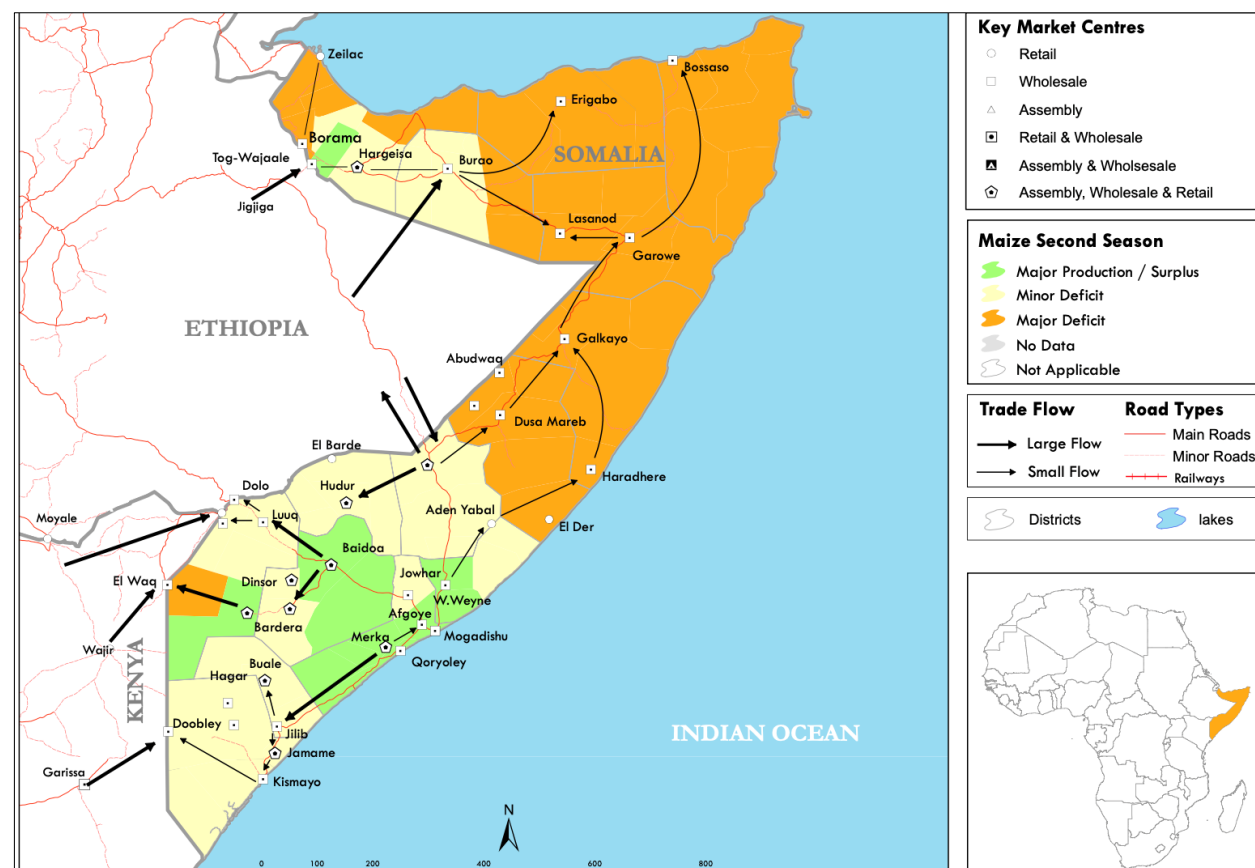 Zeilac
Bossaso
Erigabo
Borama
SOMALIA
Tog-Wajaale
Hargeisa
Burao
Jigjiga
Lasanod
Garowe
ETHIOPIA
Galkayo
Abudwaq
Dusa Mareb
El Barde
Haradhere
Dolo
Hudur
Aden Yabal
Moyale
Luuq
El Der
Baidoa
El Waq
Dinsor
Jowhar
W.Weyne
Bardera
Afgoye
Merka
Mogadishu
Wajir
Qoryoley
KENYA
Buale
Hagar
Doobley
Jilib
INDIAN OCEAN
Jamame
Garissa
Kismayo
N
0 100 200 400 600 800
Key Market Centres
Retail
Wholesale
Assembly
Retail & Wholesale
Assembly & Wholsesale
Assembly, Wholesale & Retail
Maize Second Season
Major Production / Surplus
Minor Deficit
Major Deficit
No Data
Not Applicable
Trade Flow
Large Flow
Small Flow
Road Types
Main Roads
Minor Roads
Railways
Districts
lakes